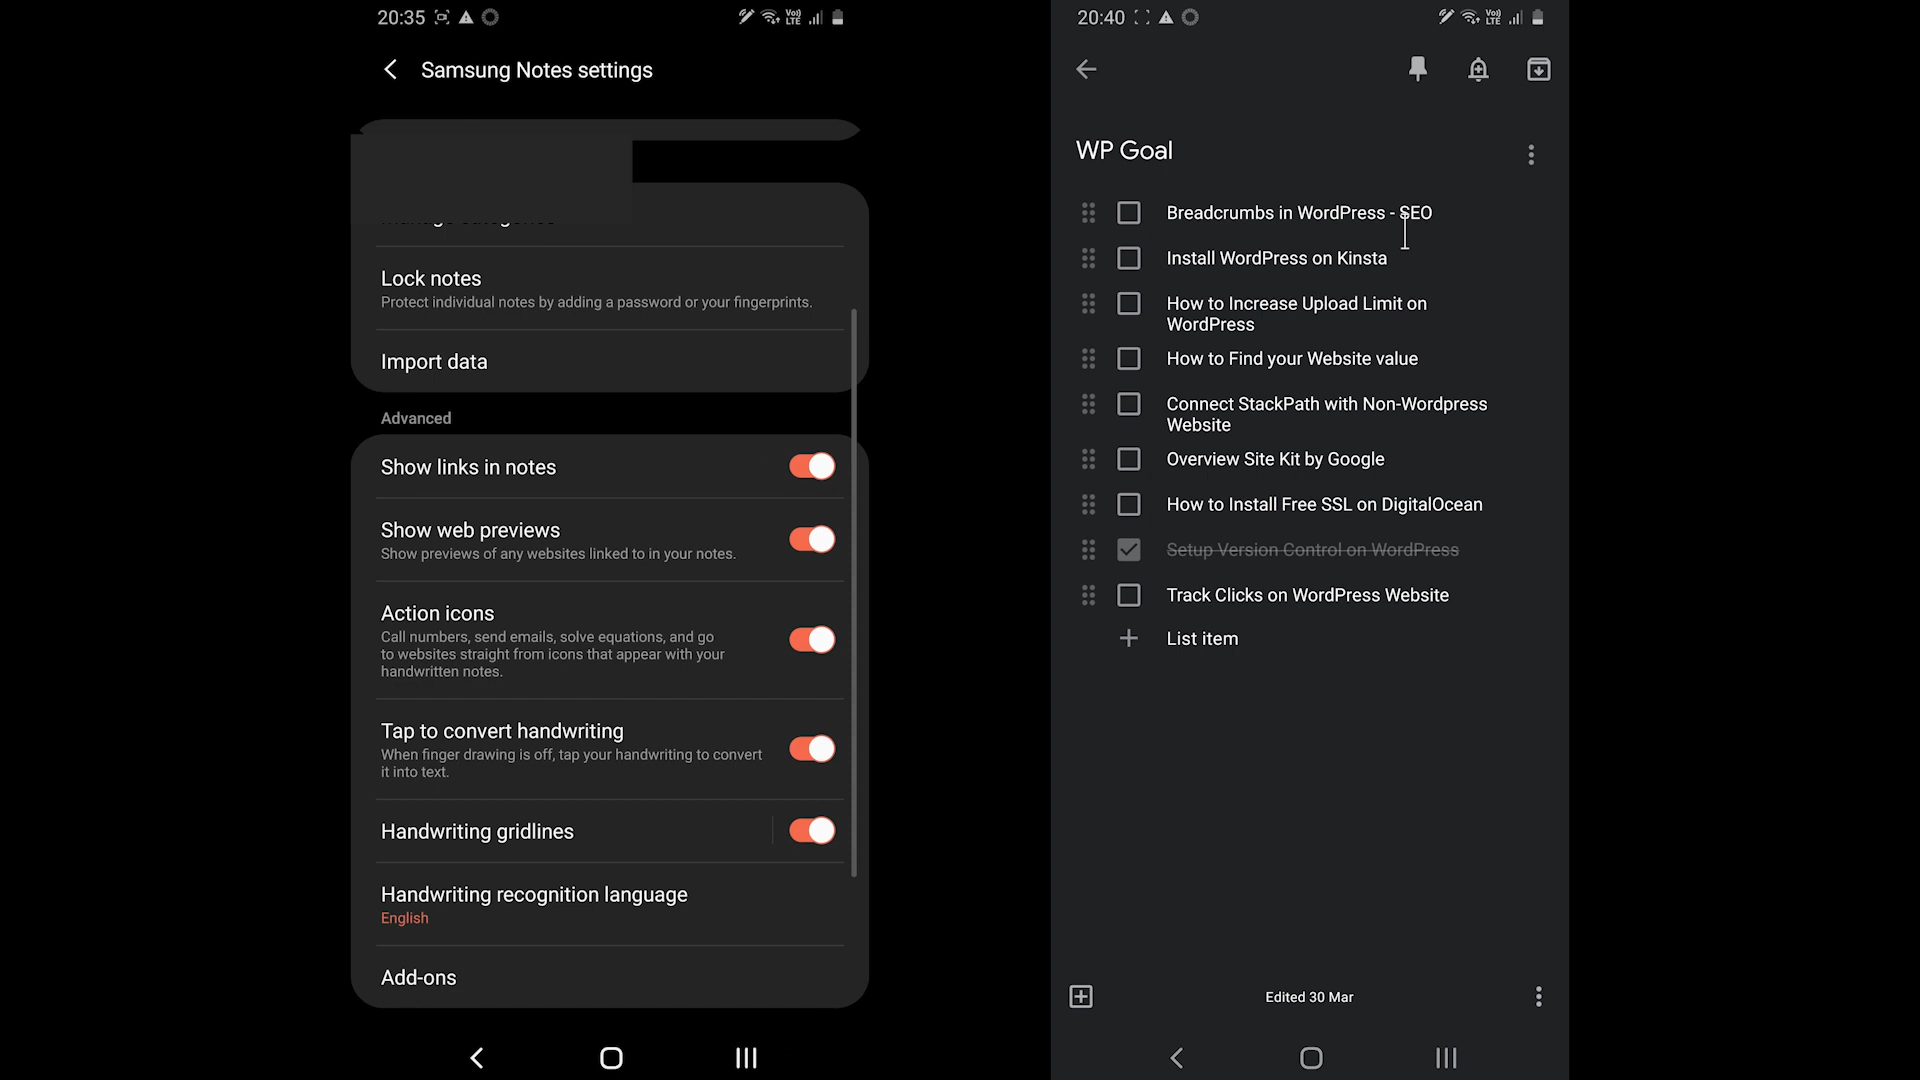 20:35
Vo)) LTE
Samsung Notes settings
Lock notes
Protect individual notes by adding a password or your fingerprints.
Import data
Advanced
Show links in notes
Show web previews
Show previews of any websites linked to in your notes.
Action icons
Call numbers, send emails, solve equations, and go
to websites straight from icons that appear with your
handwritten notes.
Tap to convert handwriting
When finger drawing is off, tap your handwriting to convert
it into text.
Handwriting gridlines
Handwriting recognition language
English
Add-ons
20:40
Vo)) LTE
WP Goal
Breadcrumbs in WordPress - SEO
Install WordPress on Kinsta
How to Increase Upload Limit on
WordPress
How to Find your Website value
Connect StackPath with Non-Wordpress
Website
Overview Site Kit by Google
How to Install Free SSL on DigitalOcean
Setup Version Control on WordPress
Track Clicks on WordPress Website
List item
Edited 30 Mar